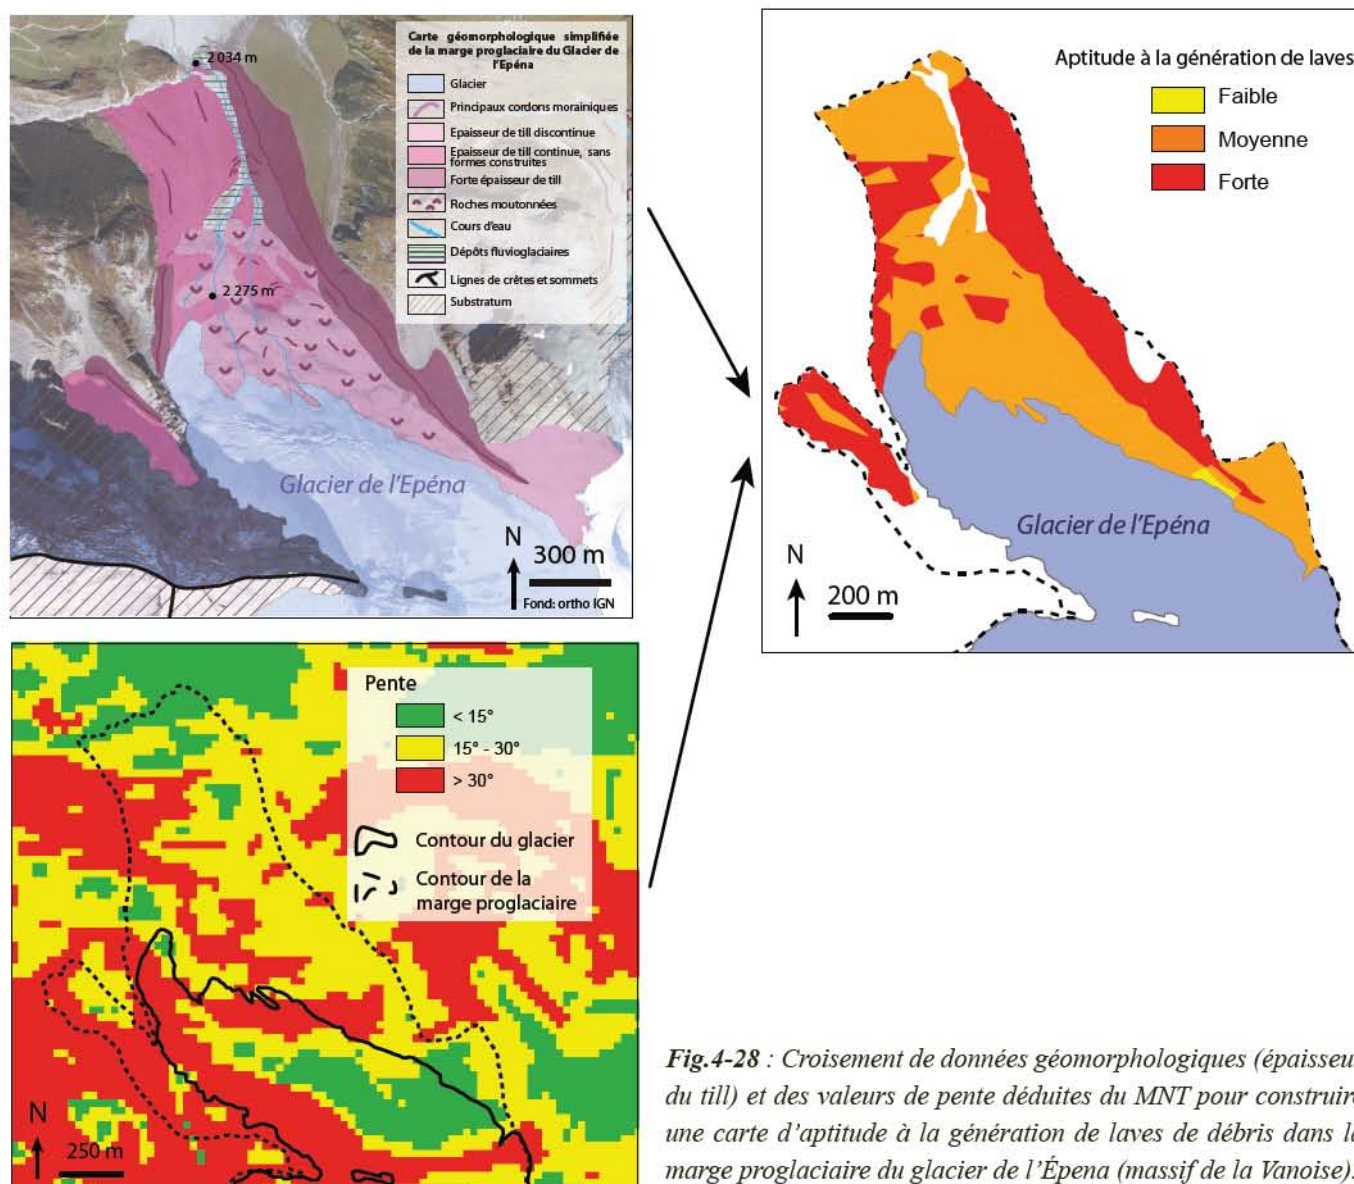 2 034 m
Carte géomorphologique simplifiée
de la marge proglaciaire du Glacier de
l'Epéna
Glacier
Principaux cordons morainiques
Epaisseur de till discontinue
Epaisseur de till continue, sans
formes construites
Forte épaisseur de till
Roches moutonnées
Cours d'eau
Dépôts fluvioglaciaires
Lignes de crêtes et sommets
Substratum
2 275 m
Glacier de l'Epéna
N
300 m
Fond: ortho IGN
Aptitude à la génération de laves
Faible
Moyenne
Forte
Glacier de l'Epéna
N
200 m
Pente
< 15°
15° - 30°
> 30°
Contour du glacier
Contour de la
marge proglaciaire
N
250 m
Fig.4-28 : Croisement de données géomorphologiques (épaisseu
du till) et des valeurs de pente déduites du MNT pour construire
une carte d'aptitude à la génération de laves de débris dans la
marge proglaciaire du glacier de l'Épena (massif de la Vanoise).